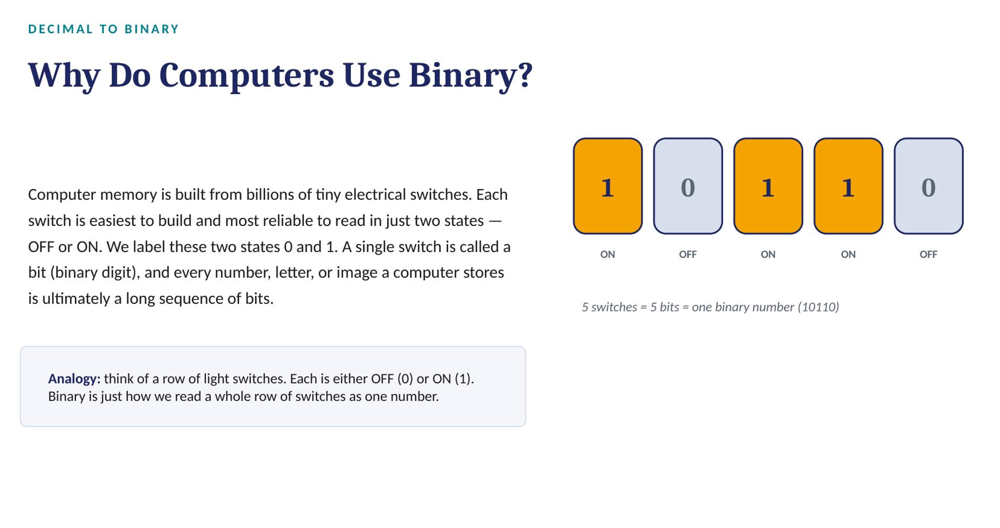 DECIMAL TO BINARY
Why Do Computers Use Binary?
Computer memory is built from billions of tiny electrical switches. Each
switch is easiest to build and most reliable to read in just two states —
OFF or ON. We label these two states 0 and 1. A single switch is called a
bit (binary digit), and every number, letter, or image a computer stores
is ultimately a long sequence of bits.
Analogy: think of a row of light switches. Each is either OFF (0) or ON (1).
Binary is just how we read a whole row of switches as one number.
1 0 1 1 0
ON OFF ON ON OFF
5 switches = 5 bits = one binary number (10110)